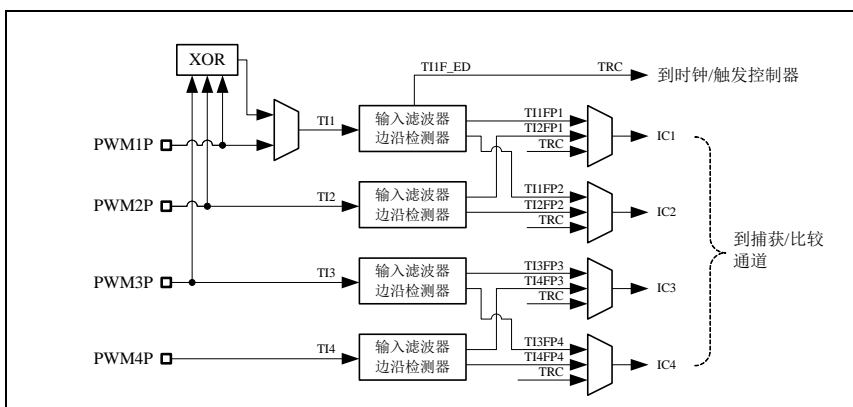 XOR
TI1F_ED
TRC
到时钟/触发控制器
TI1
输入滤波器
边沿检测器
TI1FP1
TI2FP1
TRC
IC1
PWM1P
PWM2P
TI2
输入滤波器
边沿检测器
TI1FP2
TI2FP2
TRC
IC2
到捕获/比较
通道
PWM3P
TI3
输入滤波器
边沿检测器
TI3FP3
TI4FP3
TRC
IC3
PWM4P
TI4
输入滤波器
边沿检测器
TI3FP4
TI4FP4
TRC
IC4